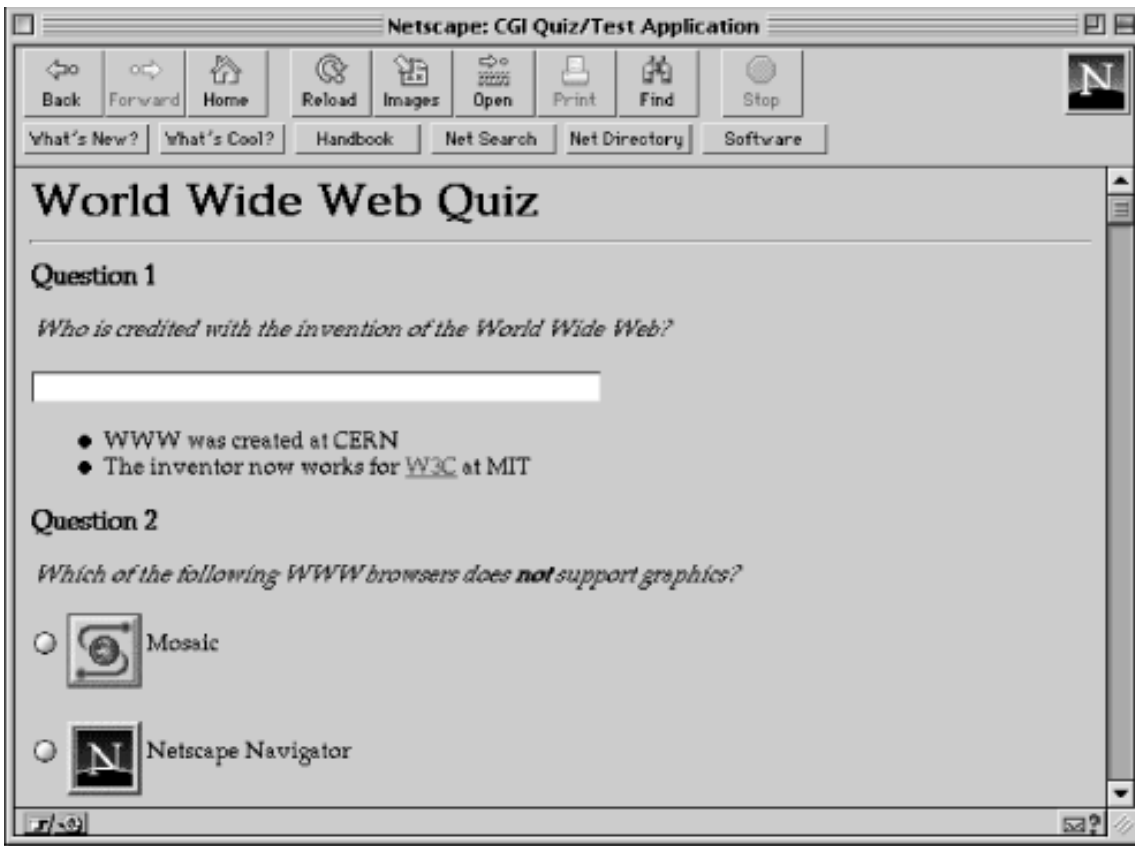 Netscape: CGI Quiz/Test Application
Back Forward Home Reload Images Open Print Find Stop
N
What's New? What's Cool? Handbook Net Search Net Directory Software
World Wide Web Quiz
Question 1
Who is credited with the invention of the World Wide Web?
WWW was created at CERN
The inventor now works for W3C at MIT
Question 2
Which of the following WWW browsers does not support graphics?
Mosaic
N Netscape Navigator
?